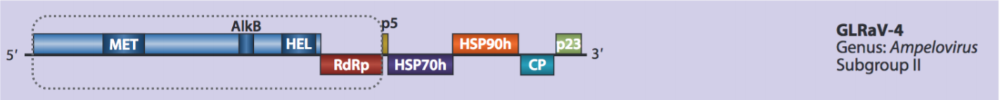 AlkB
p5
MET
HEL
HSP90h
p23
GLRaV-4
5′
3′
Genus: Ampelovirus
RdRp
HSP70h
CP
Subgroup II